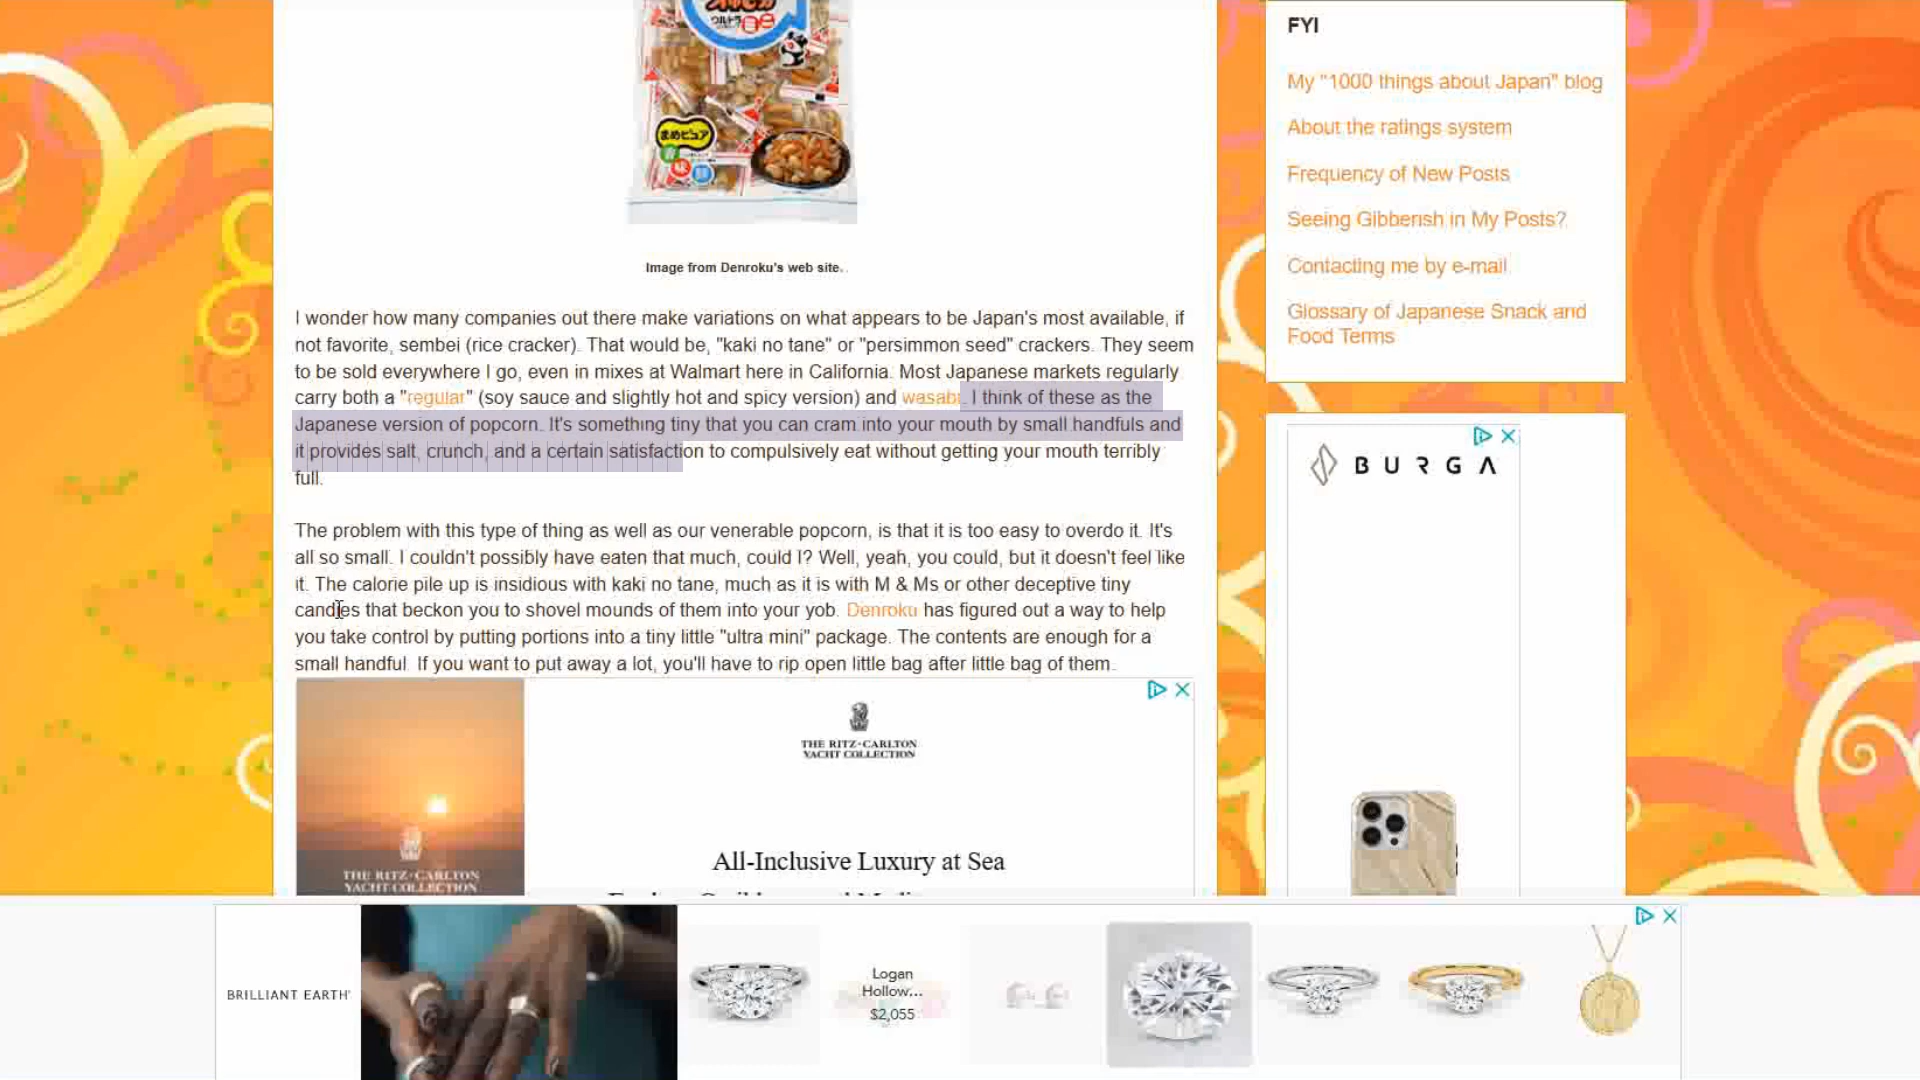 ウルトラ
まめピュア
Image from Denroku's web site.
I wonder how many companies out there make variations on what appears to be Japan's most available, if
not favorite, sembei (rice cracker). That would be, "kaki no tane" or "persimmon seed" crackers. They seem
to be sold everywhere I go, even in mixes at Walmart here in California. Most Japanese markets regularly
carry both a "regular" (soy sauce and slightly hot and spicy version) and wasabi. I think of these as the
Japanese version of popcorn. It's something tiny that you can cram into your mouth by small handfuls and
it provides salt, crunch, and a certain satisfaction to compulsively eat without getting your mouth terribly
full.
The problem with this type of thing as well as our venerable popcorn, is that it is too easy to overdo it. It's
all so small. I couldn't possibly have eaten that much, could I? Well, yeah, you could, but it doesn't feel like
it. The calorie pile up is insidious with kaki no tane, much as it is with M & Ms or other deceptive tiny
candies that beckon you to shovel mounds of them into your yob. Denroku has figured out a way to help
you take control by putting portions into a tiny little "ultra mini" package. The contents are enough for a
small handful. If you want to put away a lot, you'll have to rip open little bag after little bag of them.
THE RITZ-CARLTON
YACHT COLLECTION
THE RITZ-CARLTON
YACHT COLLECTION
All-Inclusive Luxury at Sea
FYI
My "1000 things about Japan" blog
About the ratings system
Frequency of New Posts
Seeing Gibberish in My Posts?
Contacting me by e-mail
Glossary of Japanese Snack and
Food Terms
BURGA
BRILLIANT EARTH
Logan
Hollow...
$2,055